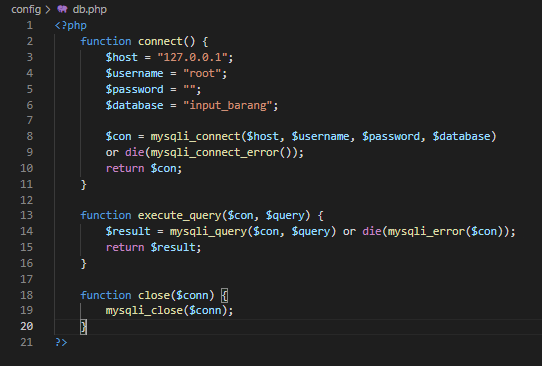 config > db.php
1 <?php
2 function connect() {
3 $host = "127.0.0.1";
4 $username = "root";
5 $password = "";
6 $database = "input_barang";
7
8 $con = mysqli_connect($host, $username, $password, $database)
9 or die(mysqli_connect_error());
10 return $con;
11 }
12
13 function execute_query($con, $query) {
14 $result = mysqli_query($con, $query) or die(mysqli_error($con));
15 return $result;
16 }
17
18 function close($conn) {
19 mysqli_close($conn);
20 }
21 ?>